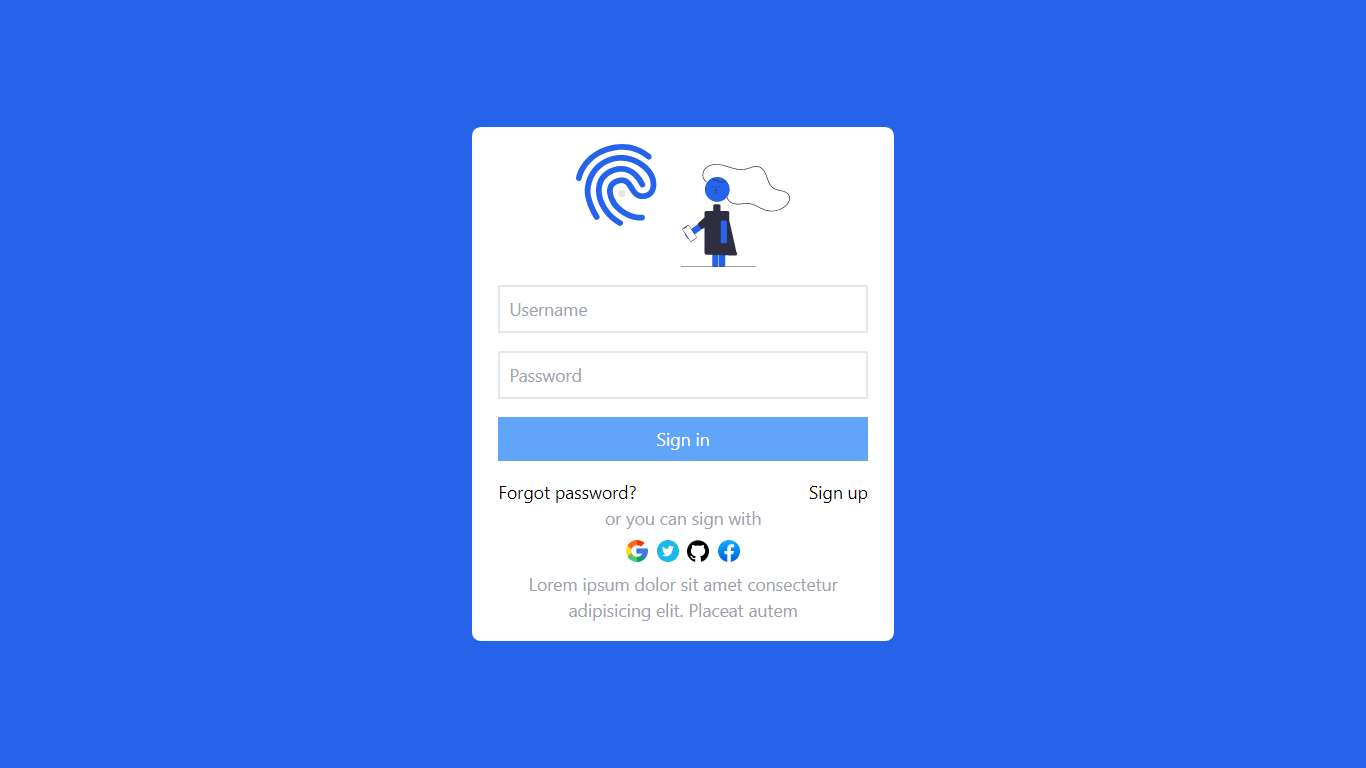 Username
Password
Sign in
Forgot password? Sign up
or you can sign with
Lorem ipsum dolor sit amet consectetur
adipisicing elit. Placeat autem